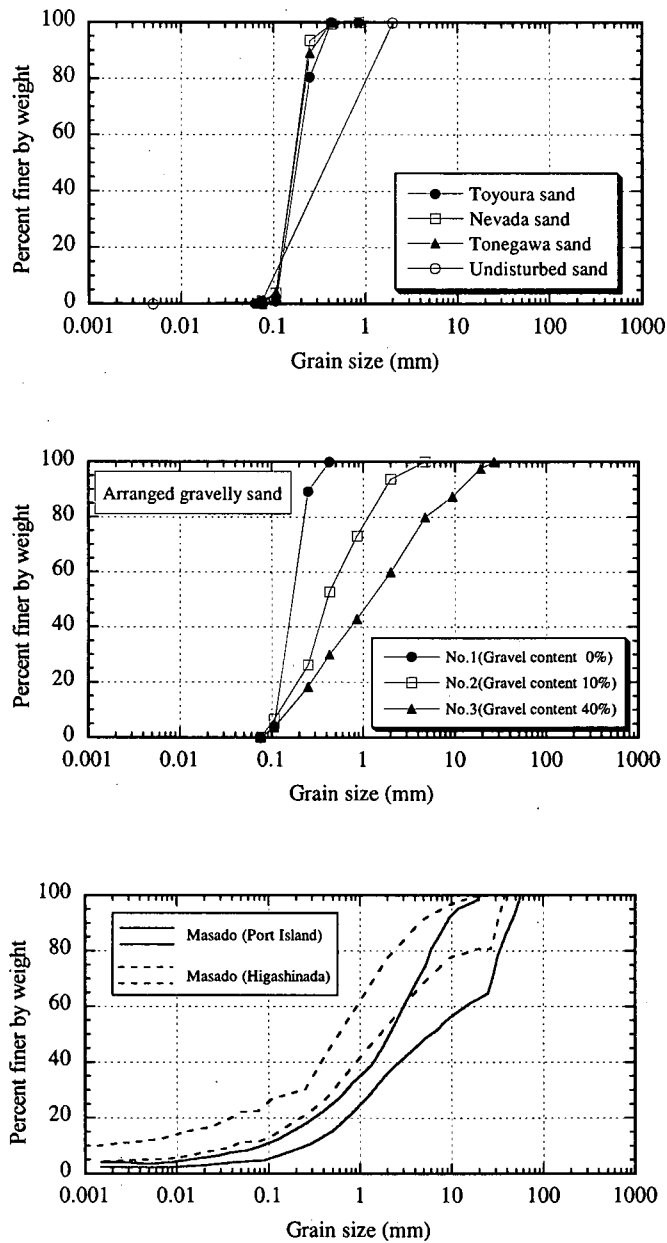 100
80
60
40
20
0
Percent finer by weight
Toyoura sand
Nevada sand
Tonegawa sand
Undisturbed sand
0.001 0.01 0.1 1 10 100 1000
Grain size (mm)
100
80
60
40
20
0
Percent finer by weight
Arranged gravelly sand
No.1(Gravel content 0%)
No.2(Gravel content 10%)
No.3(Gravel content 40%)
0.001 0.01 0.1 1 10 100 1000
Grain size (mm)
100
80
60
40
20
0
Percent finer by weight
Masado (Port Island)
Masado (Higashinada)
0.001 0.01 0.1 1 10 100 1000
Grain size (mm)